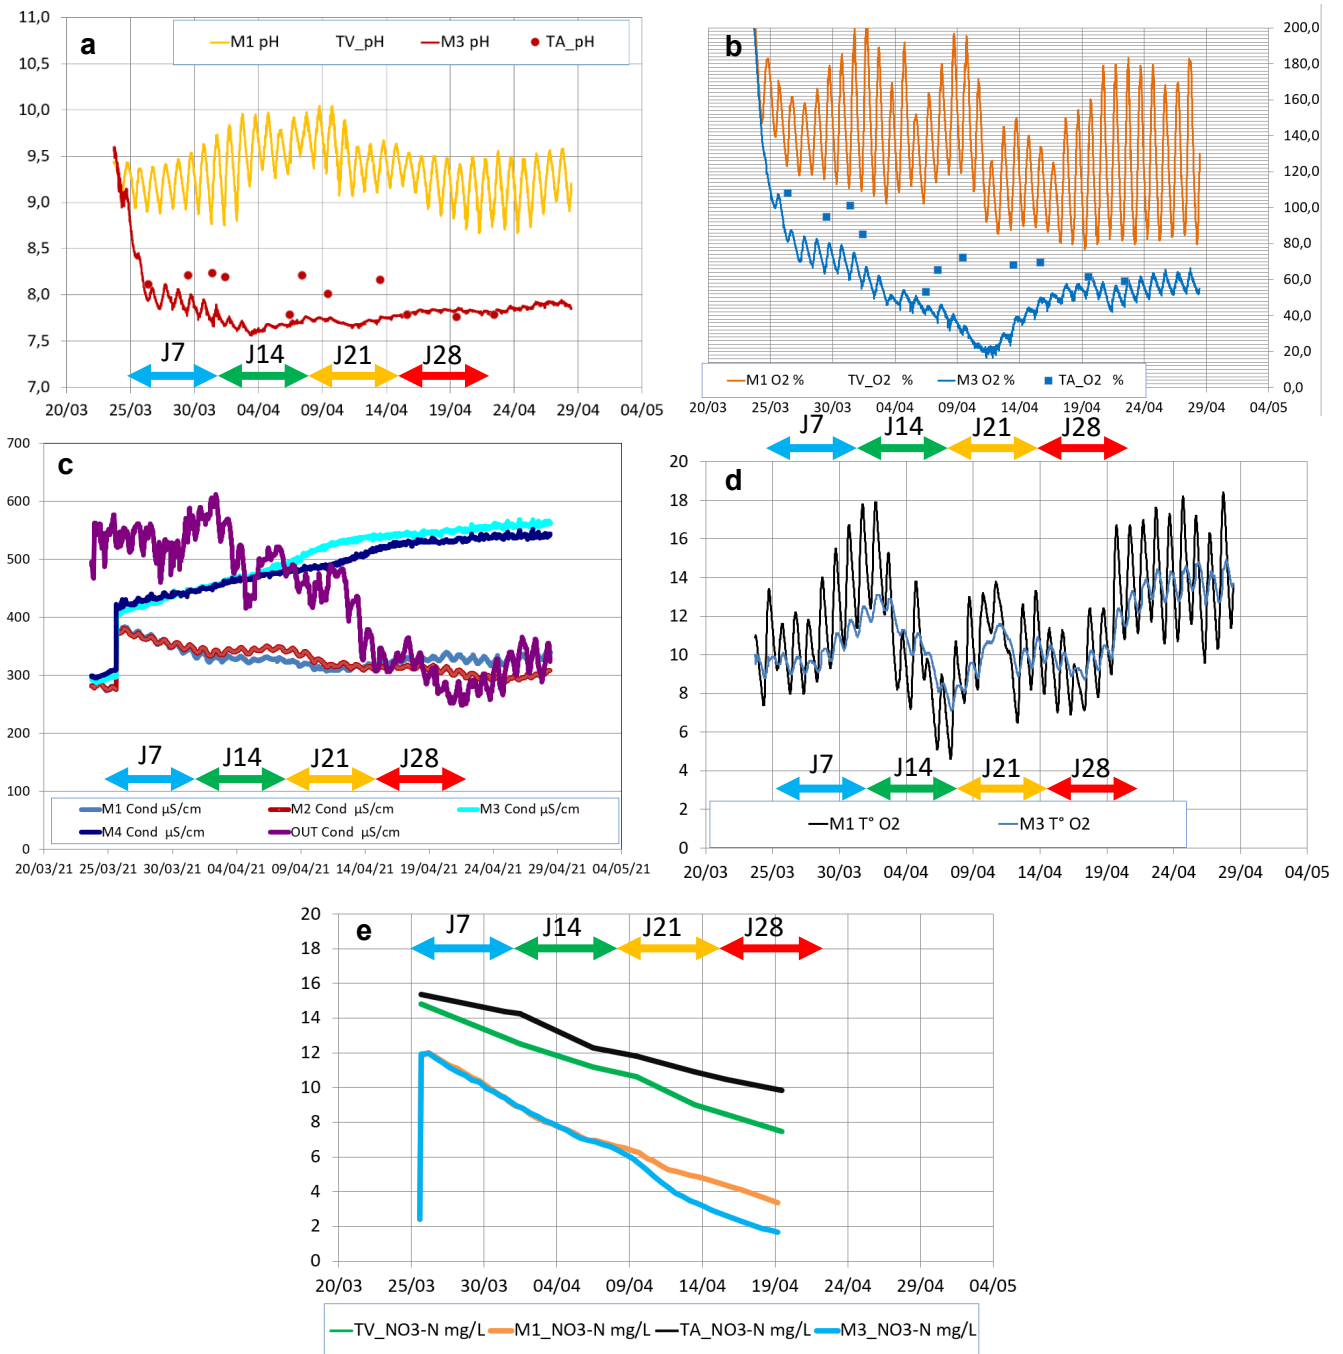 a
11,0
10,5
10,0
9,5
9,0
8,5
8,0
7,5
7,0
M1 pH TV_pH M3 pH TA_pH
J7 J14 J21 J28
20/03 25/03 30/03 04/04 09/04 14/04 19/04 24/04 29/04 04/05
b
200,0
180,0
160,0
140,0
120,0
100,0
80,0
60,0
40,0
20,0
0,0
M1 O2 % TV_O2 % M3 O2 % TA_O2 %
20/03 25/03 30/03 04/04 09/04 14/04 19/04 24/04 29/04 04/05
J7 J14 J21 J28
c
700
600
500
400
300
200
100
0
J7 J14 J21 J28
M1 Cond µS/cm M2 Cond µS/cm M3 Cond µS/cm
M4 Cond µS/cm OUT Cond µS/cm
20/03/21 25/03/21 30/03/21 04/04/21 09/04/21 14/04/21 19/04/21 24/04/21 29/04/21 04/05/21
d
20
18
16
14
12
10
8
6
4
2
0
J7 J14 J21 J28
M1 T° O2 M3 T° O2
20/03 25/03 30/03 04/04 09/04 14/04 19/04 24/04 29/04 04/05
e
20
18
16
14
12
10
8
6
4
2
0
J7 J14 J21 J28
20/03 25/03 30/03 04/04 09/04 14/04 19/04 24/04 29/04 04/05
TV_NO3-N mg/L M1_NO3-N mg/L TA_NO3-N mg/L M3_NO3-N mg/L